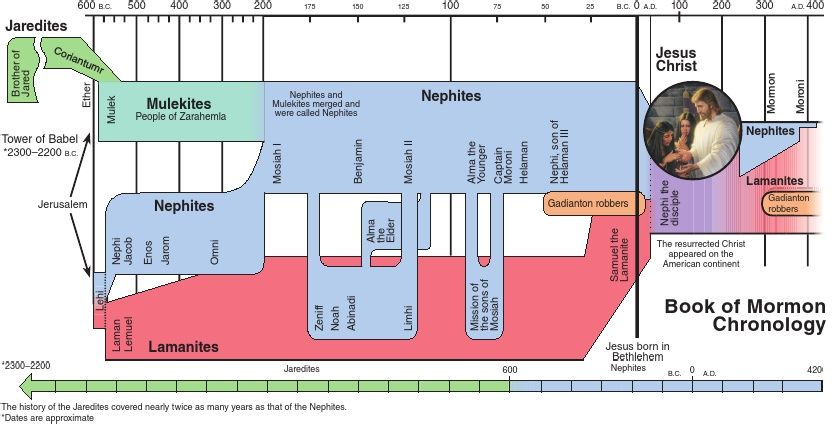 600 B.C. 500 400 300 200 175 150 125 100 75 50 25 B.C. 0 A.D. 100 200 300 A.D. 400
Jaredites
Brother of
Jared
Coriantumr
Ether
Mulek
Mulekites
People of Zarahemla
Nephites and
Mulekites merged and
were called Nephites
Nephites
Jesus
Christ
Mormon
Moroni
Tower of Babel
*2300–2200 B.C.
Jerusalem
Mosiah I
Benjamin
Mosiah II
Alma the
Younger
Captain
Moroni
Helaman
Nephi, son of
Helaman III
Nephites
Lamanites
Gadianton
robbers
Nephites
Nephi
Jacob
Enos
Jarom
Omni
Alma
the
Elder
Gadianton robbers
Nephi the
disciple
Samuel the
Lamanite
The resurrected Christ
appeared on the
American continent
Lehi
Laman
Lemuel
Zeniff
Noah
Abinadi
Limhi
Mission of
the sons of
Mosiah
Lamanites
Book of Mormon
Chronology
Jesus born in
Bethlehem
*2300–2200
Jaredites
600
Nephites
B.C. 0 A.D.
420
The history of the Jaredites covered nearly twice as many years as that of the Nephites.
*Dates are approximate